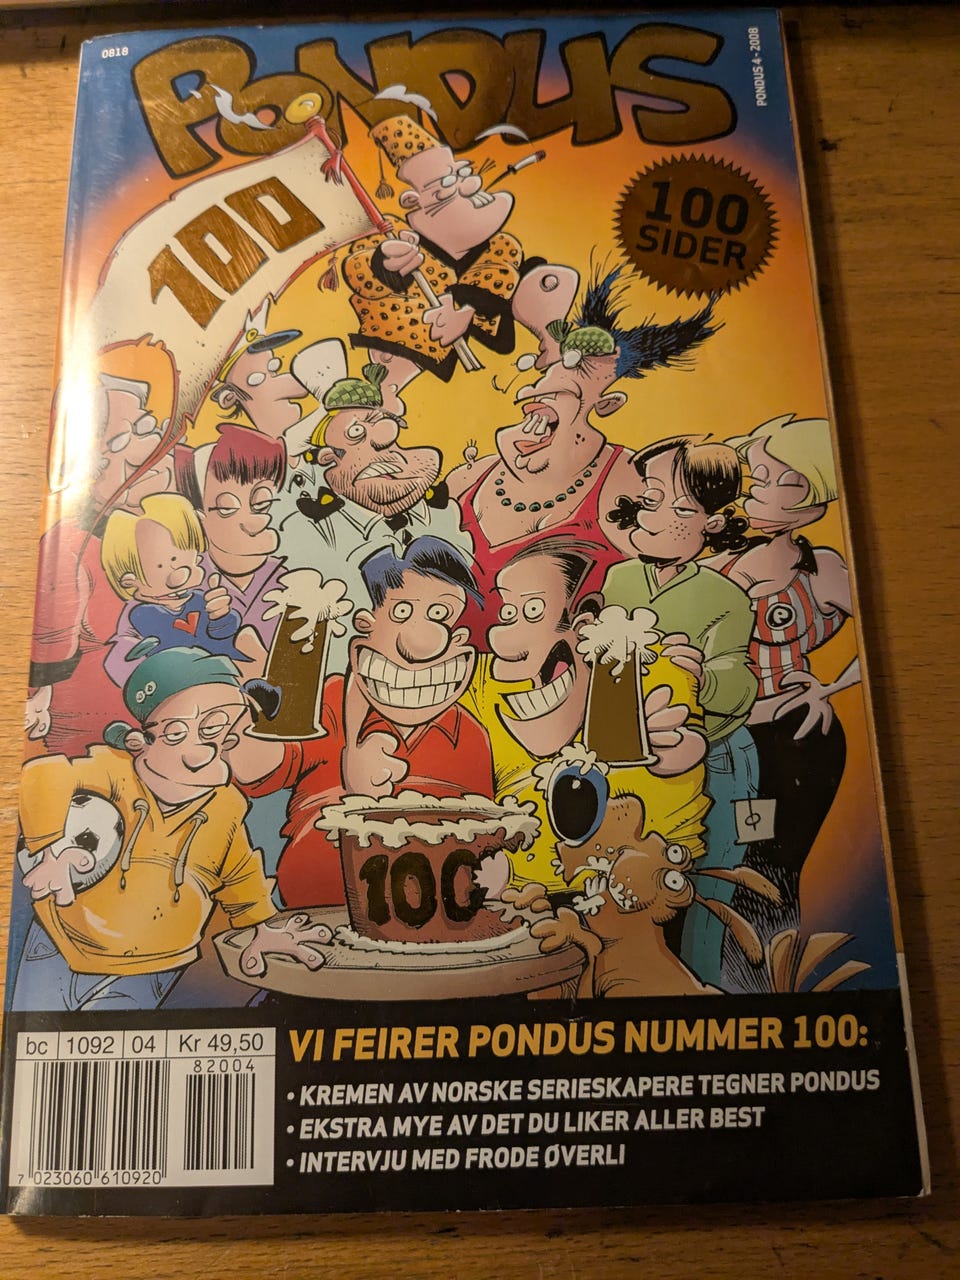 0818
PONDUS
PONDUS 4 - 2008
100
100
SIDER
100
bc 1092 04 Kr 49,50
82004
7 023060 610920
VI FEIRER PONDUS NUMMER 100:
• KREMEN AV NORSKE SERIESKAPERE TEGNER PONDUS
• EKSTRA MYE AV DET DU LIKER ALLER BEST
• INTERVJU MED FRODE ØVERLI